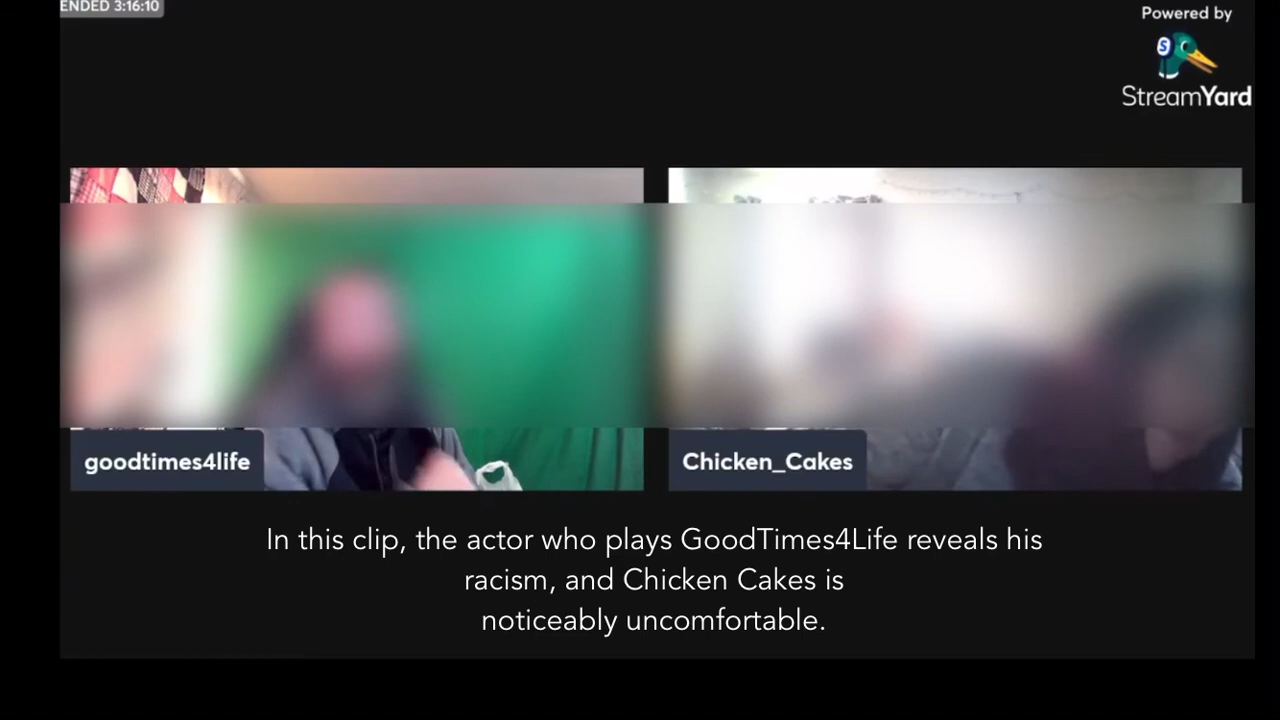 ENDED 3:16:10
Powered by
S
StreamYard
goodtimes4life
Chicken_Cakes
In this clip, the actor who plays GoodTimes4Life reveals his
racism, and Chicken Cakes is
noticeably uncomfortable.